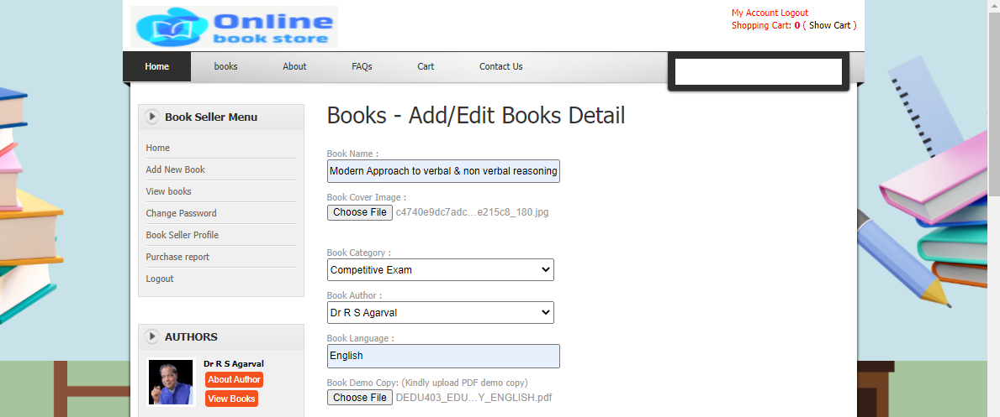 Online
book store
My Account Logout
Shopping Cart: 0 ( Show Cart )
Home books About FAQs Cart Contact Us
Book Seller Menu
Home
Add New Book
View books
Change Password
Book Seller Profile
Purchase report
Logout
AUTHORS
Dr R S Agarval
About Author
View Books
Books - Add/Edit Books Detail
Book Name :
Modern Approach to verbal & non verbal reasoning
Book Cover Image :
Choose File c4740e9dc7adc...e215c8_180.jpg
Book Category :
Competitive Exam
Book Author :
Dr R S Agarval
Book Language :
English
Book Demo Copy: (Kindly upload PDF demo copy)
Choose File DEDU403_EDU...Y_ENGLISH.pdf